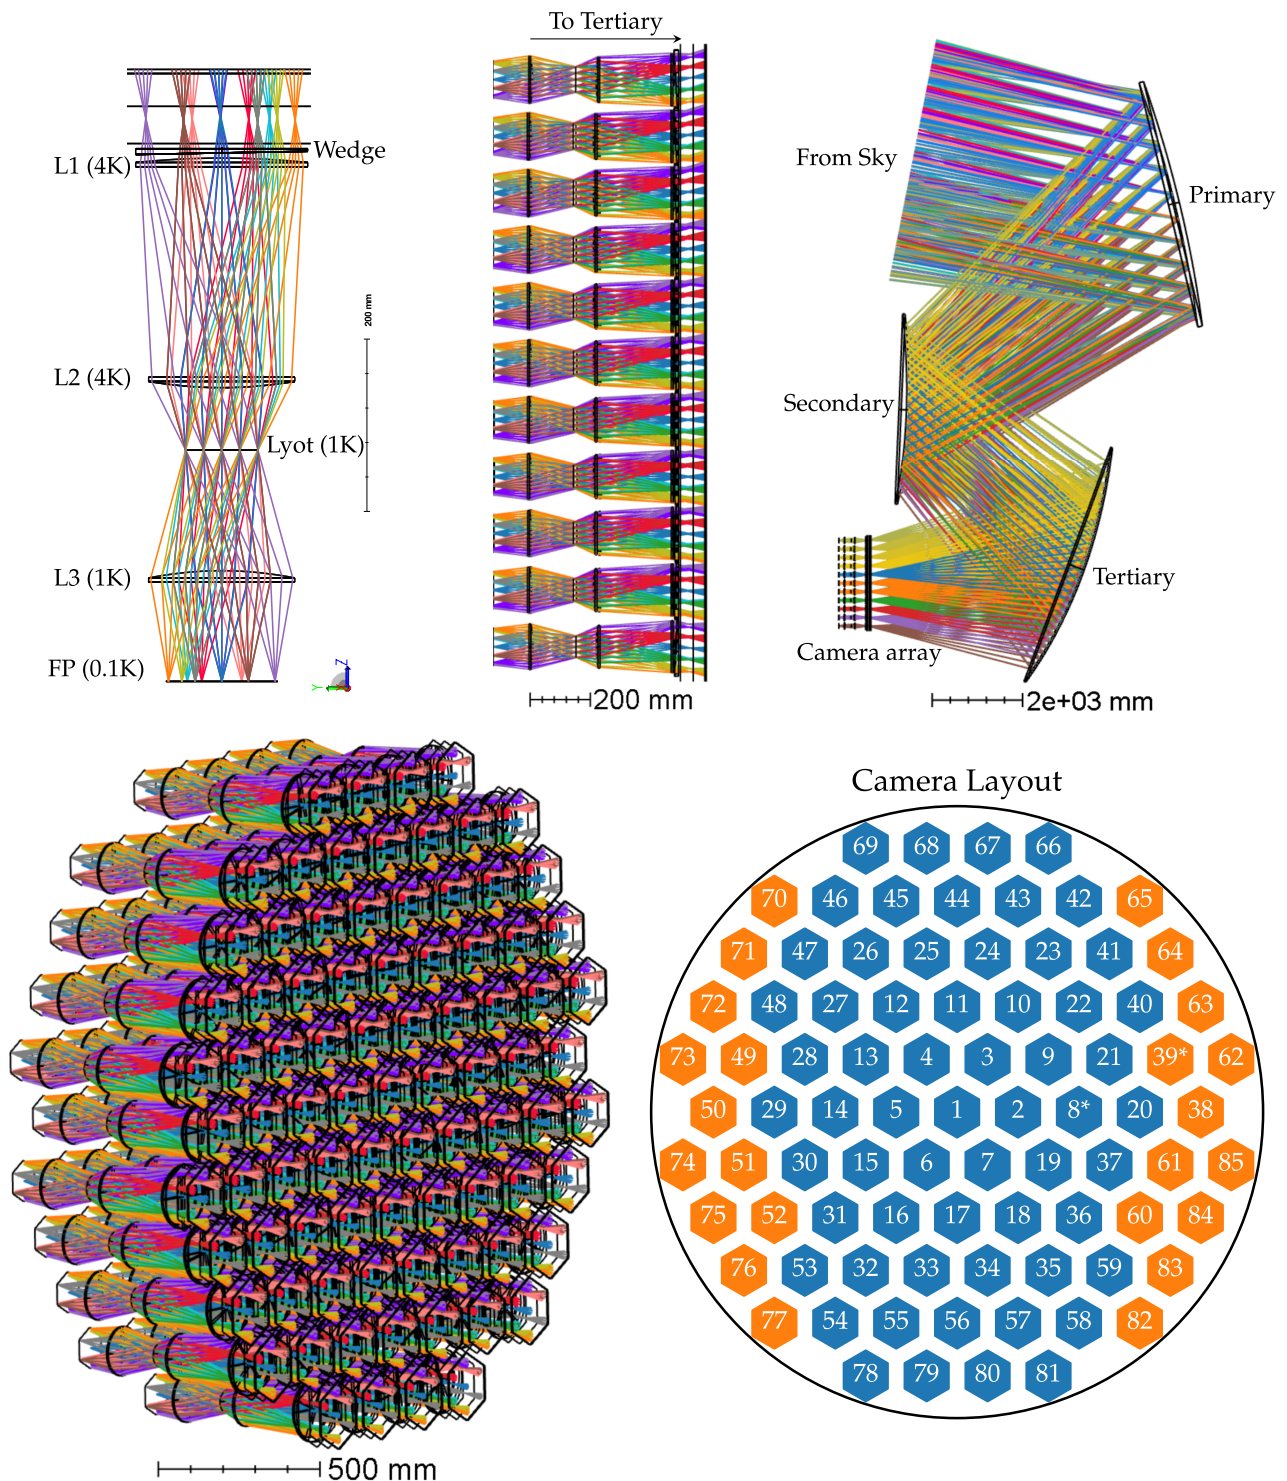 To Tertiary
Wedge
L1 (4K)
200 mm
L2 (4K)
Lyot (1K)
L3 (1K)
FP (0.1K)
Z
Y
200 mm
From Sky
Primary
Secondary
Tertiary
Camera array
2e+03 mm
500 mm
Camera Layout
69 68 67 66
70 46 45 44 43 42 65
71 47 26 25 24 23 41 64
72 48 27 12 11 10 22 40 63
73 49 28 13 4 3 9 21 39* 62
50 29 14 5 1 2 8* 20 38
74 51 30 15 6 7 19 37 61 85
75 52 31 16 17 18 36 60 84
76 53 32 33 34 35 59 83
77 54 55 56 57 58 82
78 79 80 81